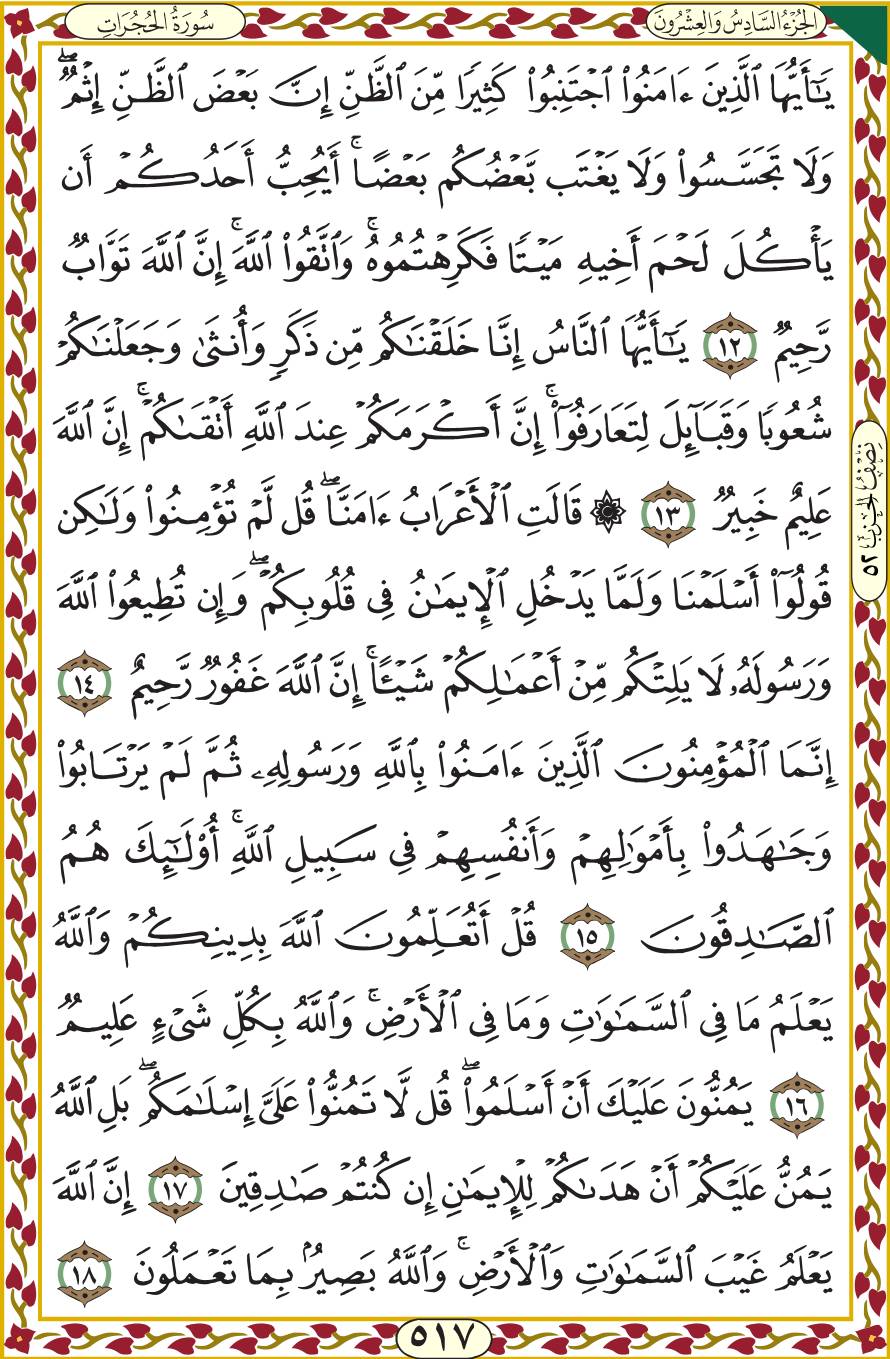 الجُزْءُ السَّادِسُ وَالعِشْرُونَ
سُورَةُ الحُجُرَاتِ
يَٰٓأَيُّهَا ٱلَّذِينَ ءَامَنُوا۟ ٱجْتَنِبُوا۟ كَثِيرًا مِّنَ ٱلظَّنِّ إِنَّ بَعْضَ ٱلظَّنِّ إِثْمٌ ۖ
وَلَا تَجَسَّسُوا۟ وَلَا يَغْتَب بَّعْضُكُم بَعْضًا ۚ أَيُحِبُّ أَحَدُكُمْ أَن
يَأْكُلَ لَحْمَ أَخِيهِ مَيْتًا فَكَرِهْتُمُوهُ ۚ وَٱتَّقُوا۟ ٱللَّهَ ۚ إِنَّ ٱللَّهَ تَوَّابٌ
رَّحِيمٌ ١٢ يَٰٓأَيُّهَا ٱلنَّاسُ إِنَّا خَلَقْنَٰكُم مِّن ذَكَرٍ وَأُنثَىٰ وَجَعَلْنَٰكُمْ
شُعُوبًا وَقَبَآئِلَ لِتَعَارَفُوٓا۟ ۚ إِنَّ أَكْرَمَكُمْ عِندَ ٱللَّهِ أَتْقَىٰكُمْ ۚ إِنَّ ٱللَّهَ
عَلِيمٌ خَبِيرٌ ١٣ ۞ قَالَتِ ٱلْأَعْرَابُ ءَامَنَّا ۖ قُل لَّمْ تُؤْمِنُوا۟ وَلَٰكِن
قُولُوٓا۟ أَسْلَمْنَا وَلَمَّا يَدْخُلِ ٱلْإِيمَٰنُ فِى قُلُوبِكُمْ ۖ وَإِن تُطِيعُوا۟ ٱللَّهَ
وَرَسُولَهُۥ لَا يَلِتْكُم مِّنْ أَعْمَٰلِكُمْ شَيْـًٔا ۚ إِنَّ ٱللَّهَ غَفُورٌ رَّحِيمٌ ١٤
إِنَّمَا ٱلْمُؤْمِنُونَ ٱلَّذِينَ ءَامَنُوا۟ بِٱللَّهِ وَرَسُولِهِۦ ثُمَّ لَمْ يَرْتَابُوا۟
وَجَٰهَدُوا۟ بِأَمْوَٰلِهِمْ وَأَنفُسِهِمْ فِى سَبِيلِ ٱللَّهِ ۚ أُو۟لَٰٓئِكَ هُمُ
ٱلصَّٰدِقُونَ ١٥ قُلْ أَتُعَلِّمُونَ ٱللَّهَ بِدِينِكُمْ وَٱللَّهُ
يَعْلَمُ مَا فِى ٱلسَّمَٰوَٰتِ وَمَا فِى ٱلْأَرْضِ ۚ وَٱللَّهُ بِكُلِّ شَىْءٍ عَلِيمٌ
١٦ يَمُنُّونَ عَلَيْكَ أَنْ أَسْلَمُوا۟ ۖ قُل لَّا تَمُنُّوا۟ عَلَىَّ إِسْلَٰمَكُم ۖ بَلِ ٱللَّهُ
يَمُنُّ عَلَيْكُمْ أَنْ هَدَىٰكُمْ لِلْإِيمَٰنِ إِن كُنتُمْ صَٰدِقِينَ ١٧ إِنَّ ٱللَّهَ
يَعْلَمُ غَيْبَ ٱلسَّمَٰوَٰتِ وَٱلْأَرْضِ ۚ وَٱللَّهُ بَصِيرٌۢ بِمَا تَعْمَلُونَ ١٨
نِصْفُ الحِزْبِ ٥٢
٥١٧